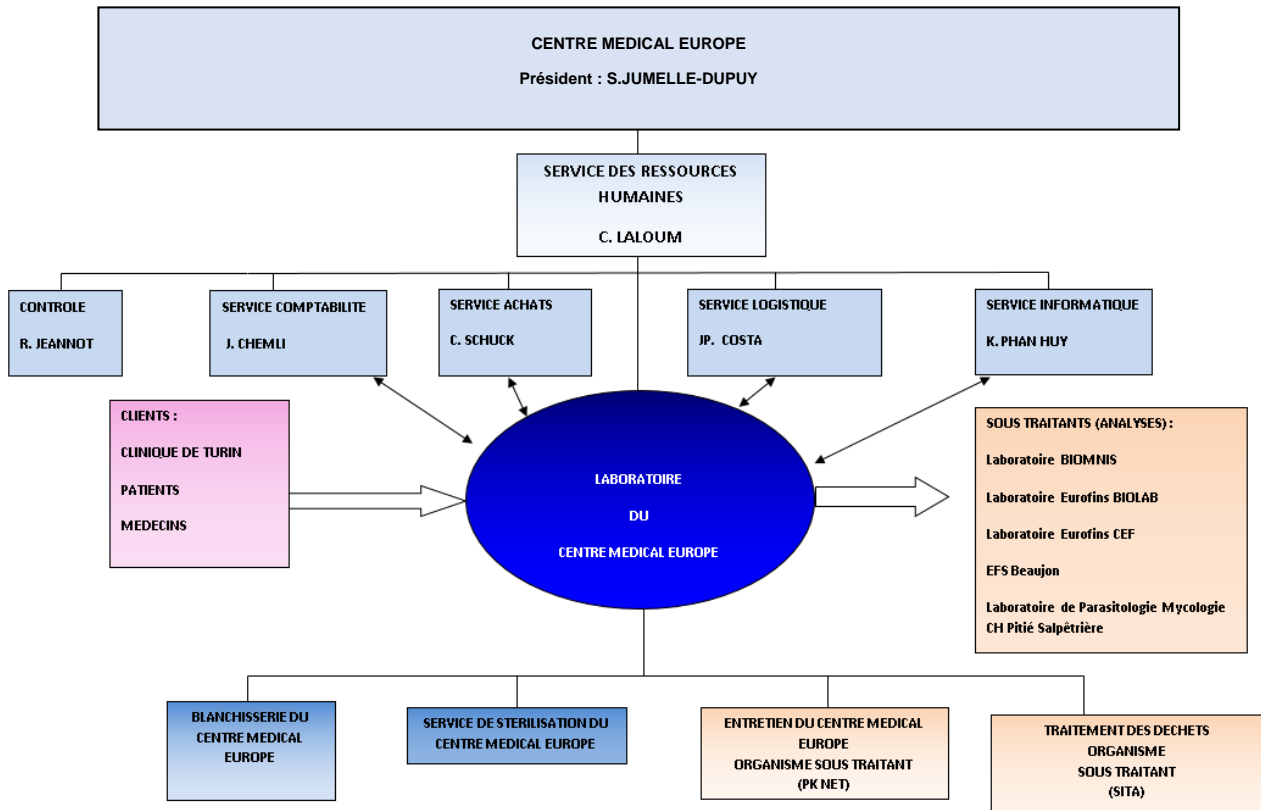 CENTRE MEDICAL EUROPE
Président : S.JUMELLE-DUPUY
SERVICE DES RESSOURCES
HUMAINES
C. LALOUM
CONTROLE
R. JEANNOT
SERVICE COMPTABILITE
J. CHEMLI
SERVICE ACHATS
C. SCHUCK
SERVICE LOGISTIQUE
JP. COSTA
SERVICE INFORMATIQUE
K. PHAN HUY
CLIENTS :
CLINIQUE DE TURIN
PATIENTS
MEDECINS
LABORATOIRE
DU
CENTRE MEDICAL EUROPE
SOUS TRAITANTS (ANALYSES) :
Laboratoire BIOMNIS
Laboratoire Eurofins BIOLAB
Laboratoire Eurofins CEF
EFS Beaujon
Laboratoire de Parasitologie Mycologie
CH Pitié Salpêtrière
BLANCHISSERIE DU
CENTRE MEDICAL
EUROPE
SERVICE DE STERILISATION DU
CENTRE MEDICAL EUROPE
ENTRETIEN DU CENTRE MEDICAL
EUROPE
ORGANISME SOUS TRAITANT
(PK NET)
TRAITEMENT DES DECHETS
ORGANISME
SOUS TRAITANT
(SITA)